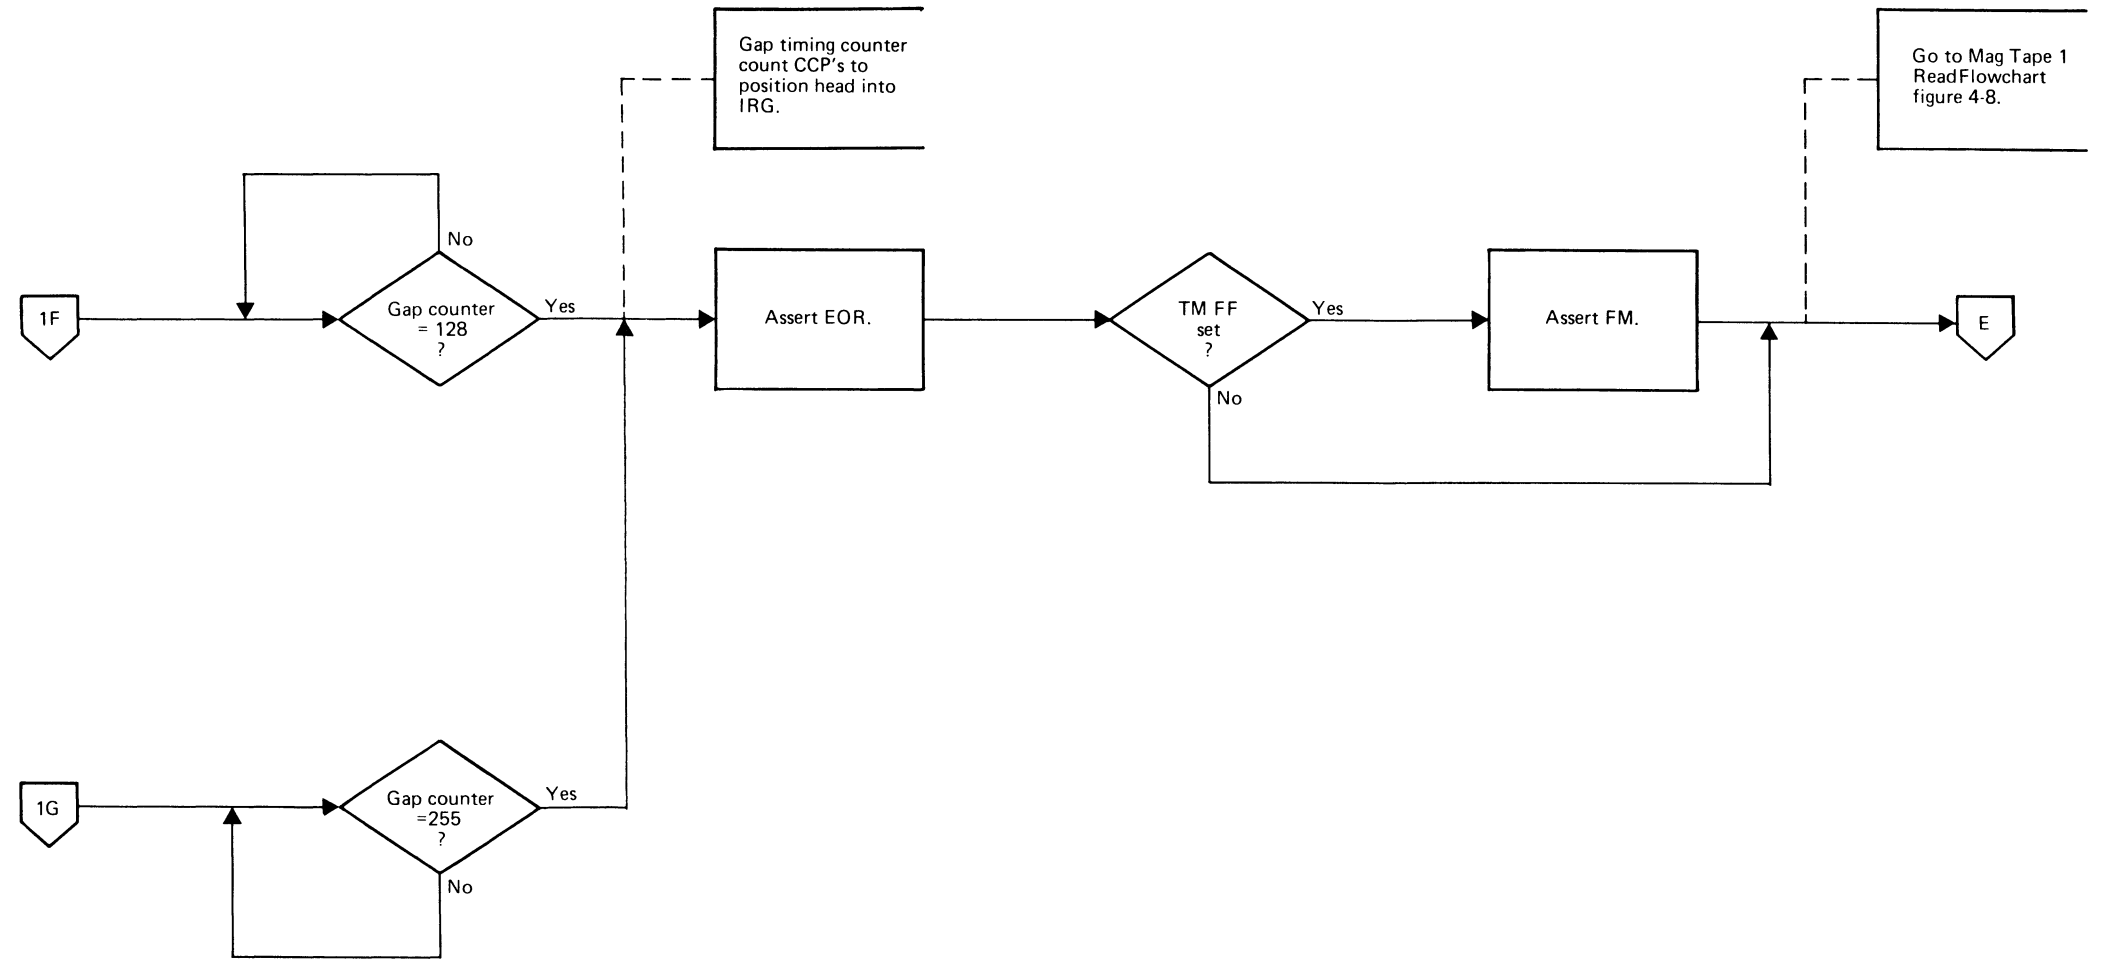 Gap timing counter
count CCP's to
position head into
IRG.
Go to Mag Tape 1
ReadFlowchart
figure 4-8.
No
1F
Gap counter
= 128
?
Yes
Assert EOR.
TM FF
set
?
Yes
No
Assert FM.
E
1G
Gap counter
=255
?
Yes
No